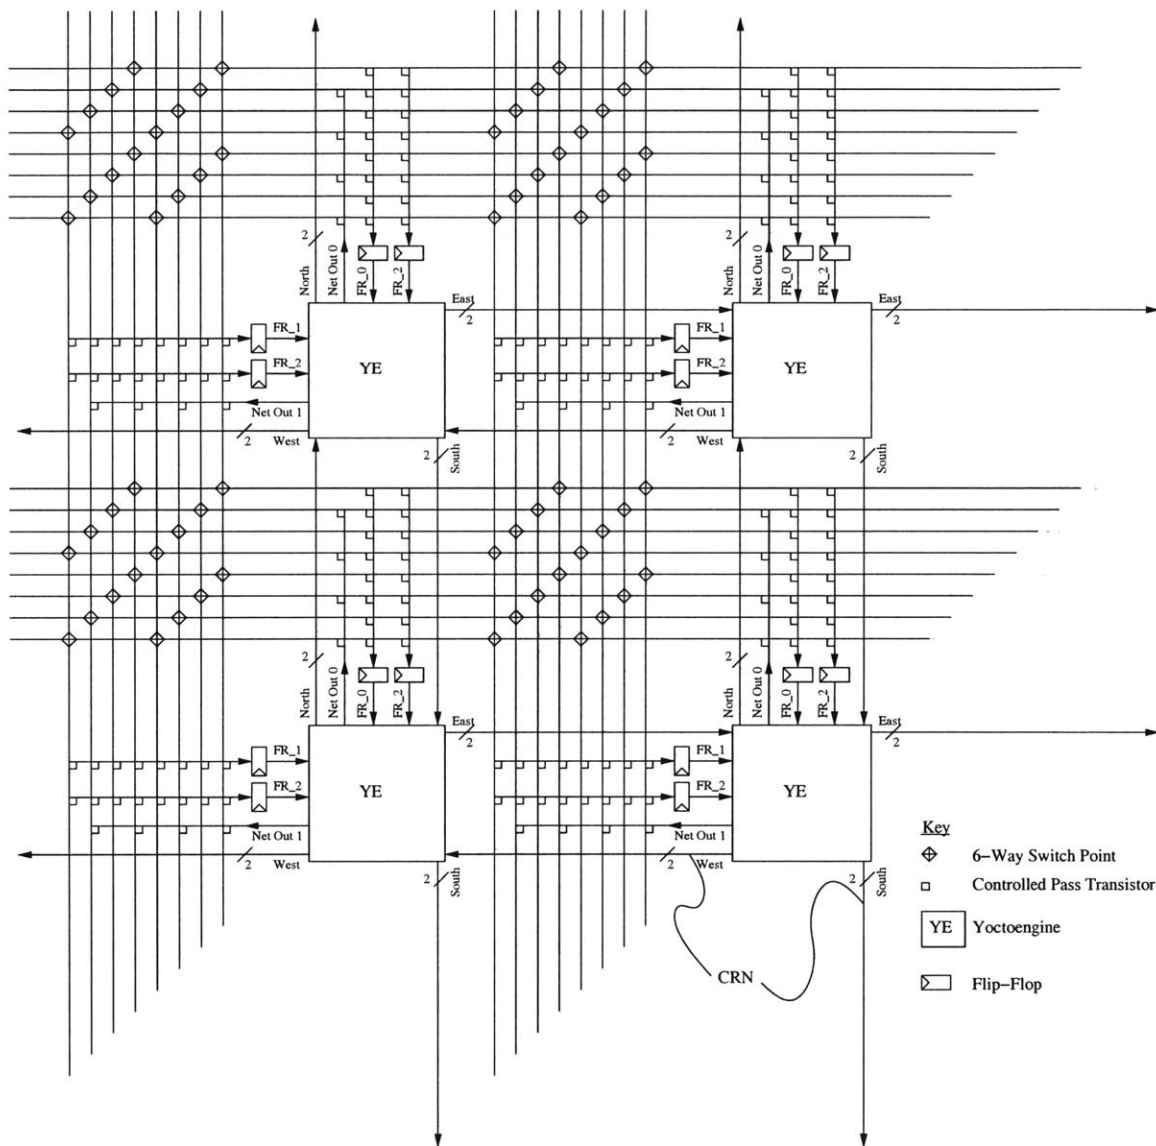 2
North
Net Out 0
FR_0
FR_2
East
2
FR_1
FR_2
YE
Net Out 1
2
West
2
South
2
North
Net Out 0
FR_0
FR_2
East
2
FR_1
FR_2
YE
Net Out 1
2
West
2
South
2
North
Net Out 0
FR_0
FR_2
East
2
FR_1
FR_2
YE
Net Out 1
2
West
2
South
2
North
Net Out 0
FR_0
FR_2
East
2
FR_1
FR_2
YE
Net Out 1
2
West
2
South
CRN
Key
6-Way Switch Point
Controlled Pass Transistor
YE Yoctoengine
Flip-Flop